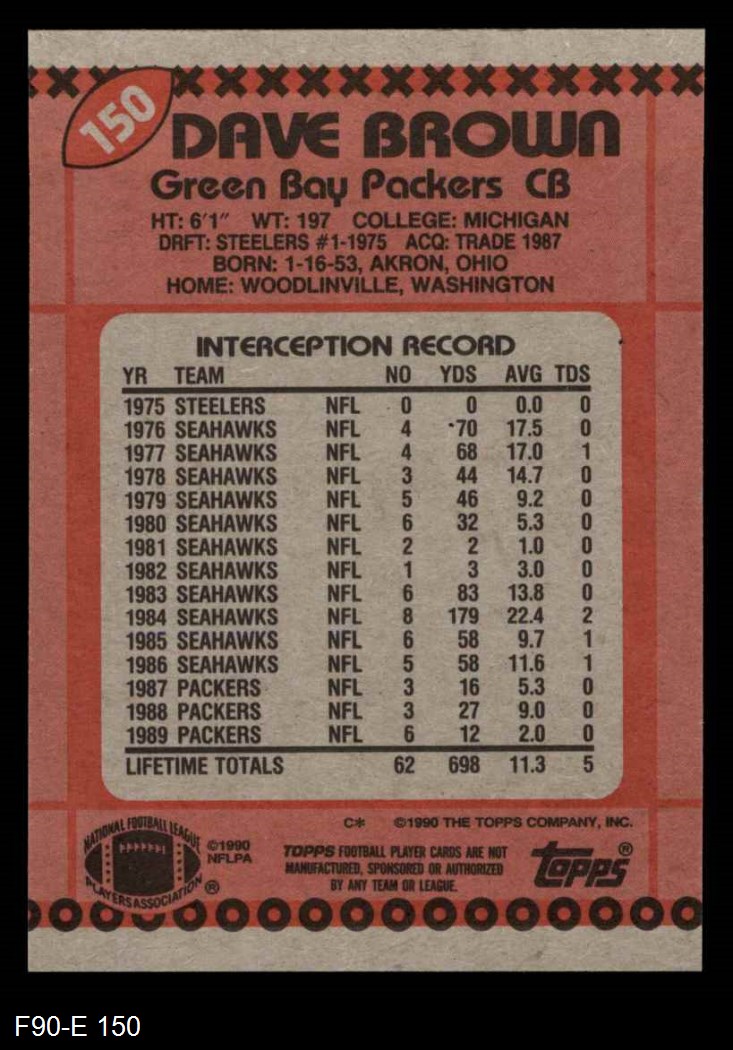 150
DAVE BROWN
Green Bay Packers CB
HT: 6'1" WT: 197 COLLEGE: MICHIGAN
DRFT: STEELERS #1-1975 ACQ: TRADE 1987
BORN: 1-16-53, AKRON, OHIO
HOME: WOODLINVILLE, WASHINGTON
INTERCEPTION RECORD
YR TEAM NO YDS AVG TDS
1975 STEELERS NFL 0 0 0.0 0
1976 SEAHAWKS NFL 4 70 17.5 0
1977 SEAHAWKS NFL 4 68 17.0 1
1978 SEAHAWKS NFL 3 44 14.7 0
1979 SEAHAWKS NFL 5 46 9.2 0
1980 SEAHAWKS NFL 6 32 5.3 0
1981 SEAHAWKS NFL 2 2 1.0 0
1982 SEAHAWKS NFL 1 3 3.0 0
1983 SEAHAWKS NFL 6 83 13.8 0
1984 SEAHAWKS NFL 8 179 22.4 2
1985 SEAHAWKS NFL 6 58 9.7 1
1986 SEAHAWKS NFL 5 58 11.6 1
1987 PACKERS NFL 3 16 5.3 0
1988 PACKERS NFL 3 27 9.0 0
1989 PACKERS NFL 6 12 2.0 0
LIFETIME TOTALS 62 698 11.3 5
C* ©1990 THE TOPPS COMPANY, INC.
NATIONAL FOOTBALL LEAGUE
PLAYERS ASSOCIATION ®
©1990
NFLPA
TOPPS FOOTBALL PLAYER CARDS ARE NOT
MANUFACTURED, SPONSORED OR AUTHORIZED
BY ANY TEAM OR LEAGUE.
topps®
F90-E 150